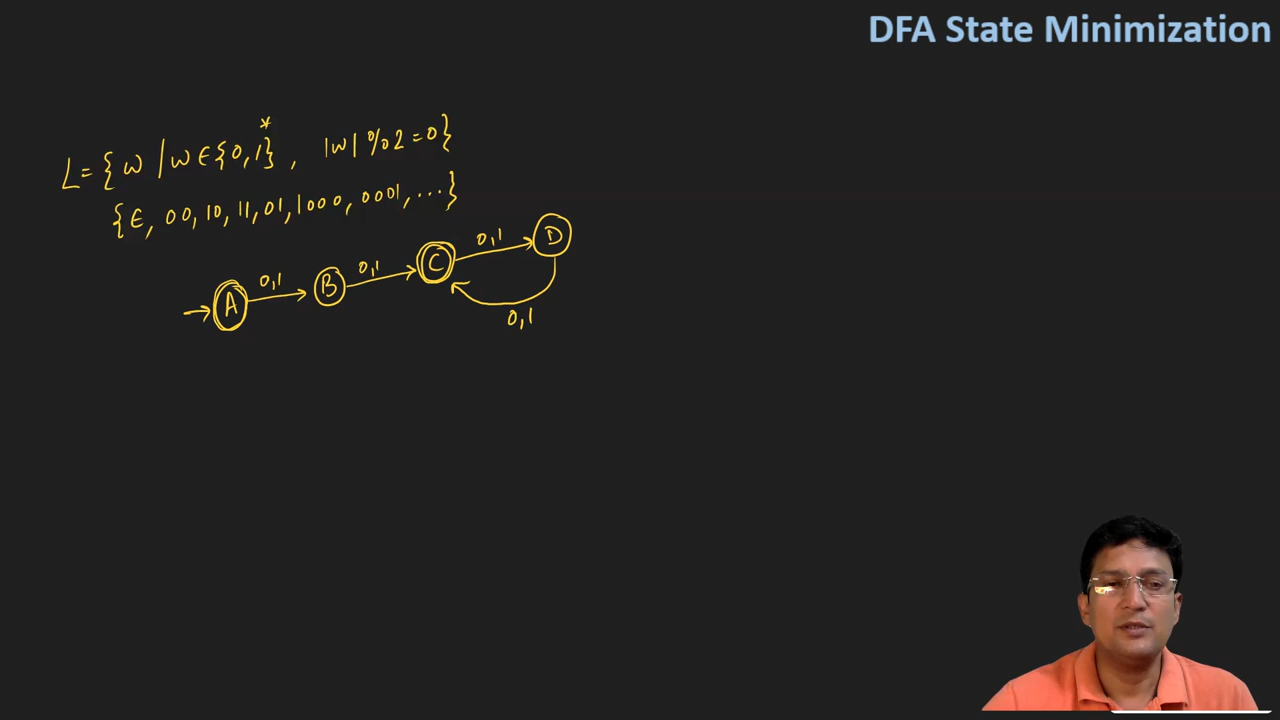 DFA State Minimization
L = {w | w ∈ {0,1}*, |w| % 2 = 0}
{ϵ, 00, 10, 11, 01, 1000, 0001, ...}
0,1
D
0,1
C
0,1
B
A
0,1